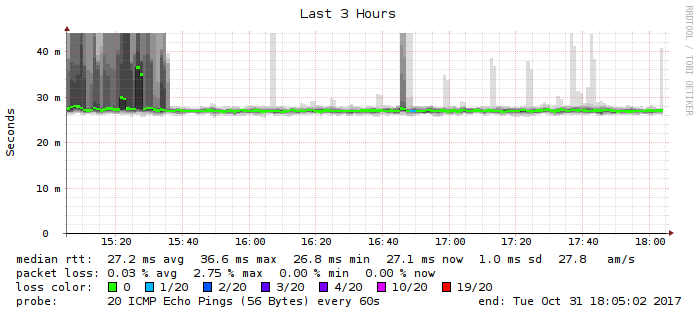 Last 3 Hours
RRDTOOL / TOBI OETIKER
Seconds
40 m
30 m
20 m
10 m
0
15:20 15:40 16:00 16:20 16:40 17:00 17:20 17:40 18:00
median rtt: 27.2 ms avg 36.6 ms max 26.8 ms min 27.1 ms now 1.0 ms sd 27.8 am/s
packet loss: 0.03 % avg 2.75 % max 0.00 % min 0.00 % now
loss color: 0 1/20 2/20 3/20 4/20 10/20 19/20
probe: 20 ICMP Echo Pings (56 Bytes) every 60s end: Tue Oct 31 18:05:02 2017